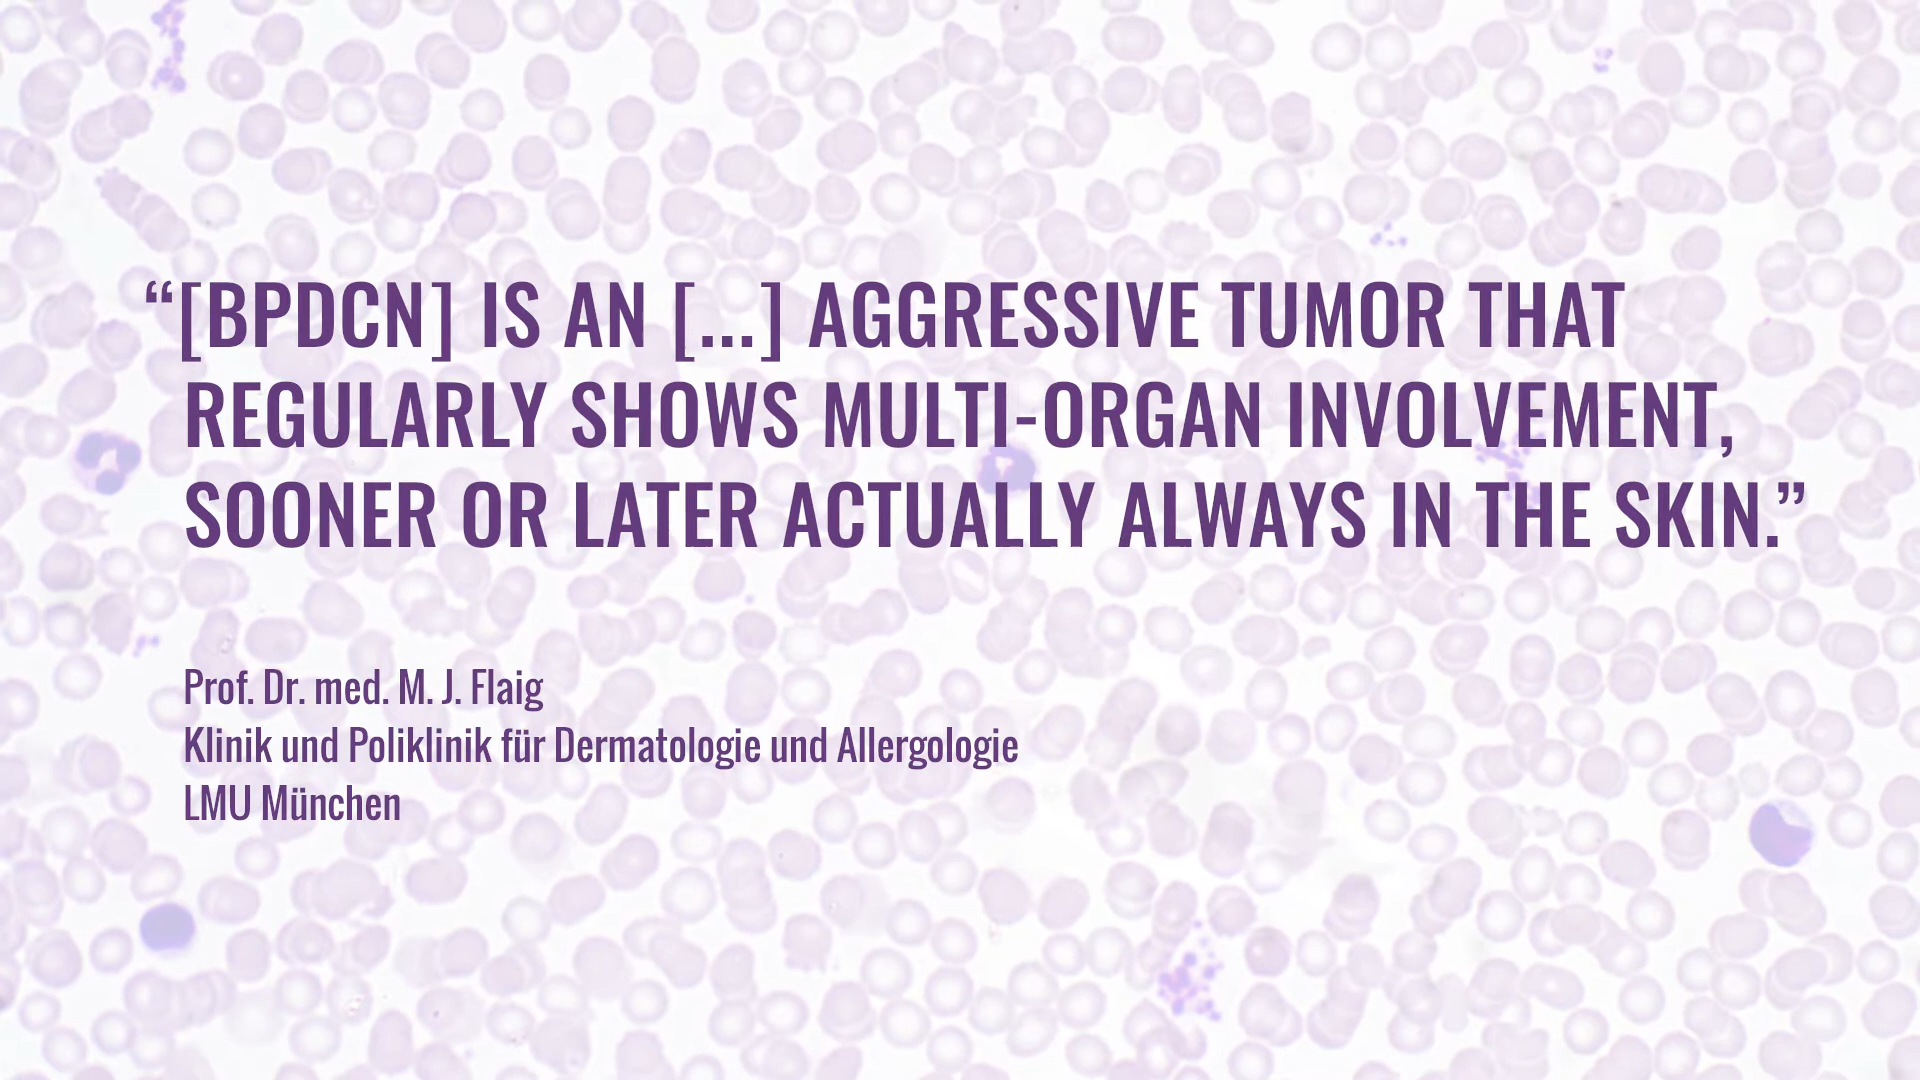 “[BPDCN] IS AN [...] AGGRESSIVE TUMOR THAT
REGULARLY SHOWS MULTI-ORGAN INVOLVEMENT,
SOONER OR LATER ACTUALLY ALWAYS IN THE SKIN.”
Prof. Dr. med. M. J. Flaig
Klinik und Poliklinik für Dermatologie und Allergologie
LMU München